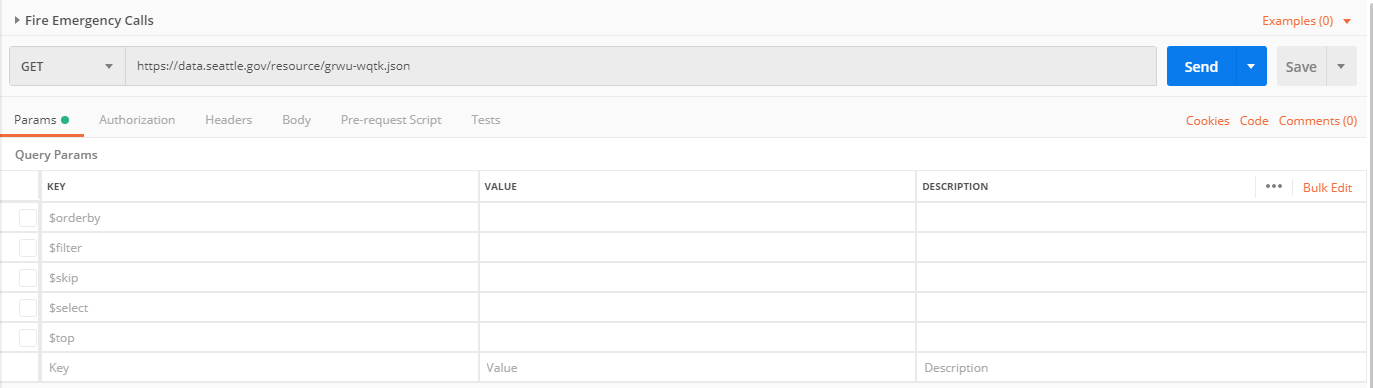 Fire Emergency Calls Examples (0)
GET https://data.seattle.gov/resource/grwu-wqtk.json Send Save
Params Authorization Headers Body Pre-request Script Tests Cookies Code Comments (0)
Query Params
KEY VALUE DESCRIPTION ••• Bulk Edit
$orderby
$filter
$skip
$select
$top
Key Value Description